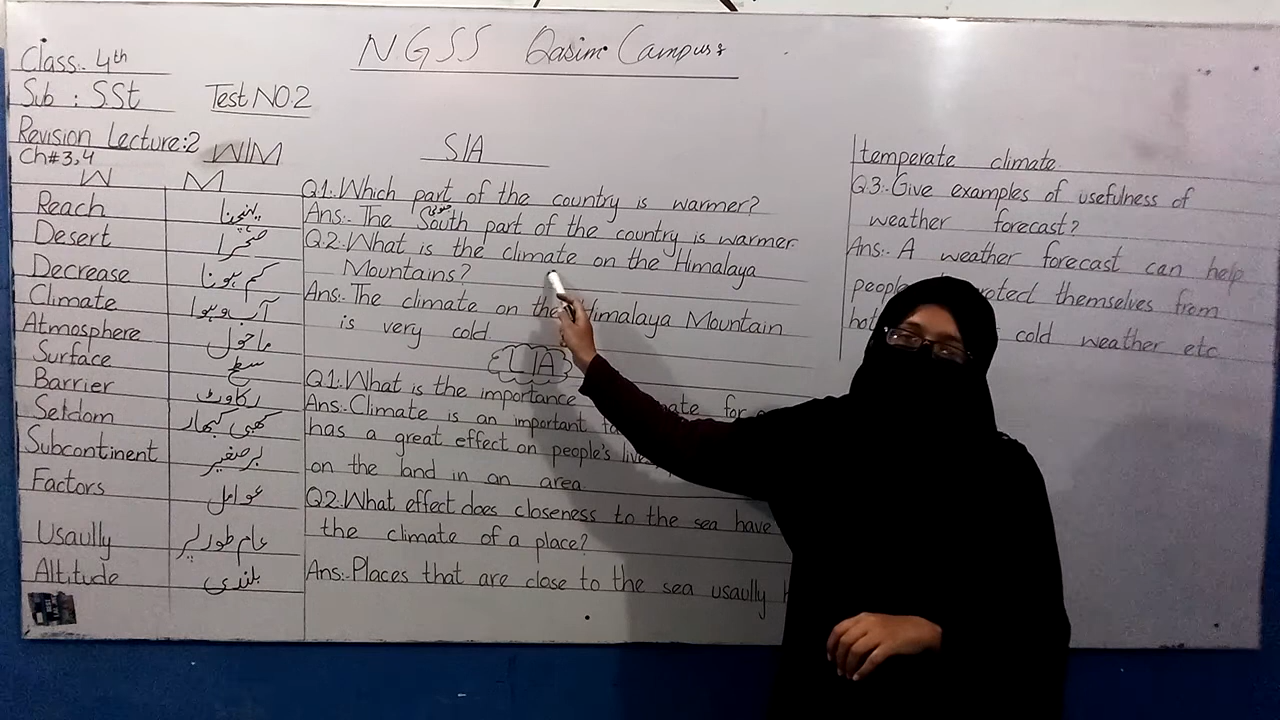 NGSS Qasim Campus
Class:- 4th
Sub : SSt
Test NO.2
Revision Lecture:2
Ch#3,4
W/M
W M
Reach پہنچنا
Desert صحرا
Decrease کم ہونا
Climate آب و ہوا
Atmosphere ماحول
Surface سطح
Barrier رکاوٹ
Seldom کبھی کبھار
Subcontinent برصغیر
Factors عوامل
Usaully عام طور پر
Altitude بلندی
S/A
Q1:-Which part of the country is warmer?
Ans:- The South part of the country is warmer.
Q2:-What is the climate on the Himalaya
Mountains?
Ans:-The climate on the Himalaya Mountain
is very cold
L/A
Q1:-What is the importance for
Ans:-Climate is an important
has a great effect on people's
on the land in an area.
Q2:-What effect does closeness to the sea have
the climate of a place?
Ans:-Places that are close to the sea usaully
temperate climate.
Q3:-Give examples of usefulness of
weather forecast?
Ans:- A weather forecast can help
people themselves from
cold weather etc